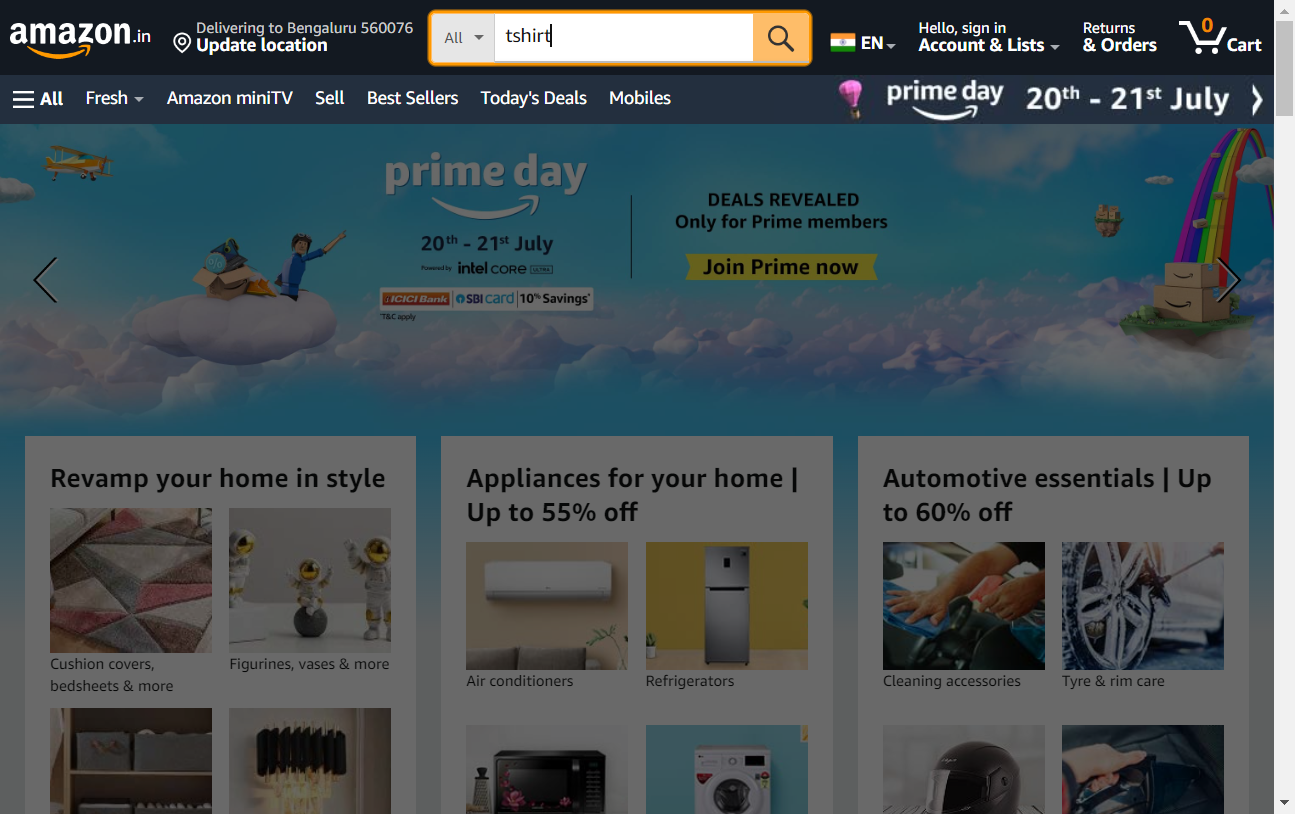 amazon.in
Delivering to Bengaluru 560076
Update location
All
tshirt
EN
Hello, sign in
Account & Lists
Returns
& Orders
0
Cart
All
Fresh
Amazon miniTV
Sell
Best Sellers
Today's Deals
Mobiles
prime day
20th - 21st July
prime day
20th - 21st July
Powered by intel CORE ULTRA
ICICI Bank SBI card 10% Savings*
*T&C apply
DEALS REVEALED
Only for Prime members
Join Prime now
Revamp your home in style
Cushion covers,
bedsheets & more
Figurines, vases & more
Appliances for your home |
Up to 55% off
Air conditioners
Refrigerators
Automotive essentials | Up
to 60% off
Cleaning accessories
Tyre & rim care